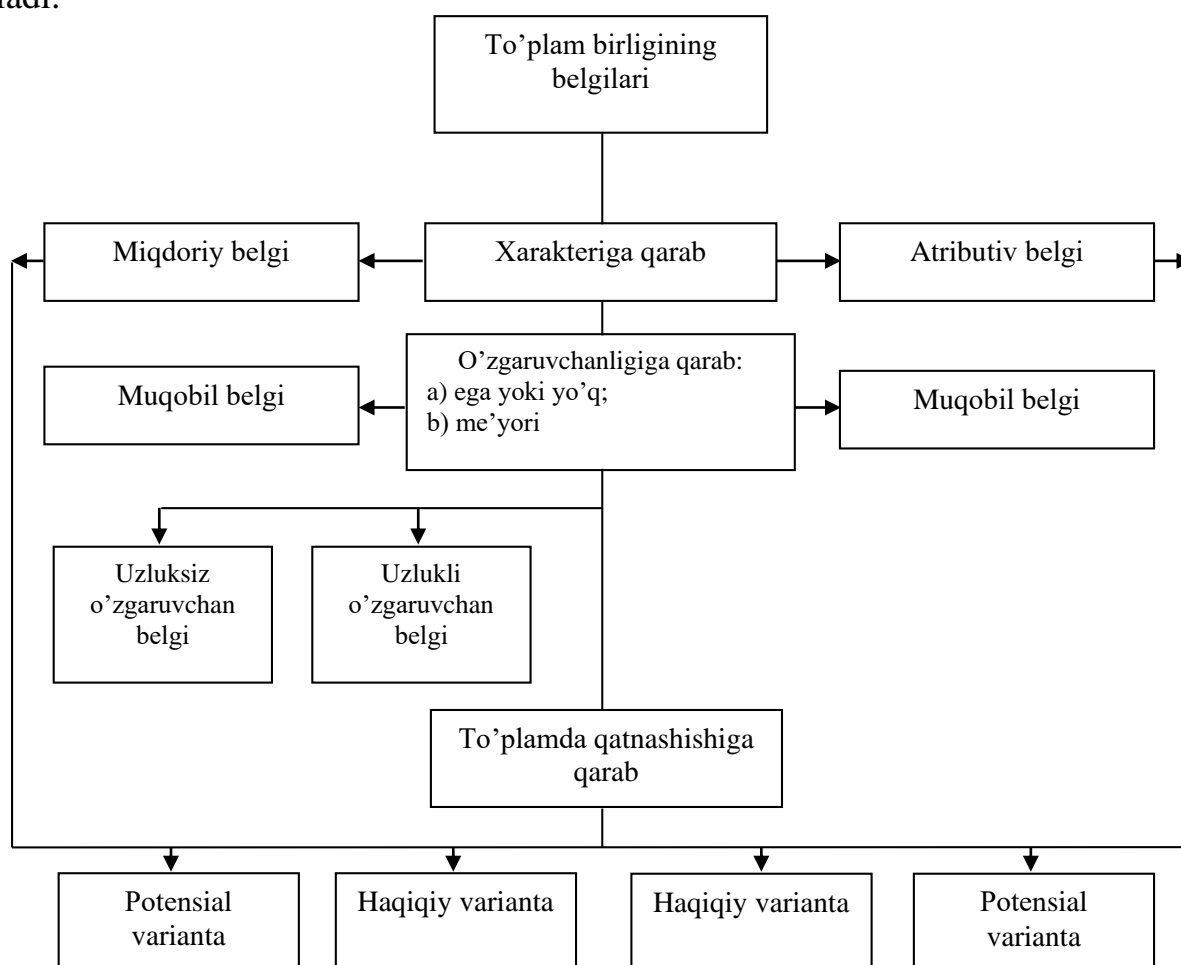 To’plam birligining
belgilari
Miqdoriy belgi
Xarakteriga qarab
Atributiv belgi
O’zgaruvchanligiga qarab:
a) ega yoki yo’q;
b) me’yori
Muqobil belgi
Muqobil belgi
Uzluksiz
o’zgaruvchan
belgi
Uzlukli
o’zgaruvchan
belgi
To’plamda qatnashishiga
qarab
Potensial
varianta
Haqiqiy varianta
Haqiqiy varianta
Potensial
varianta